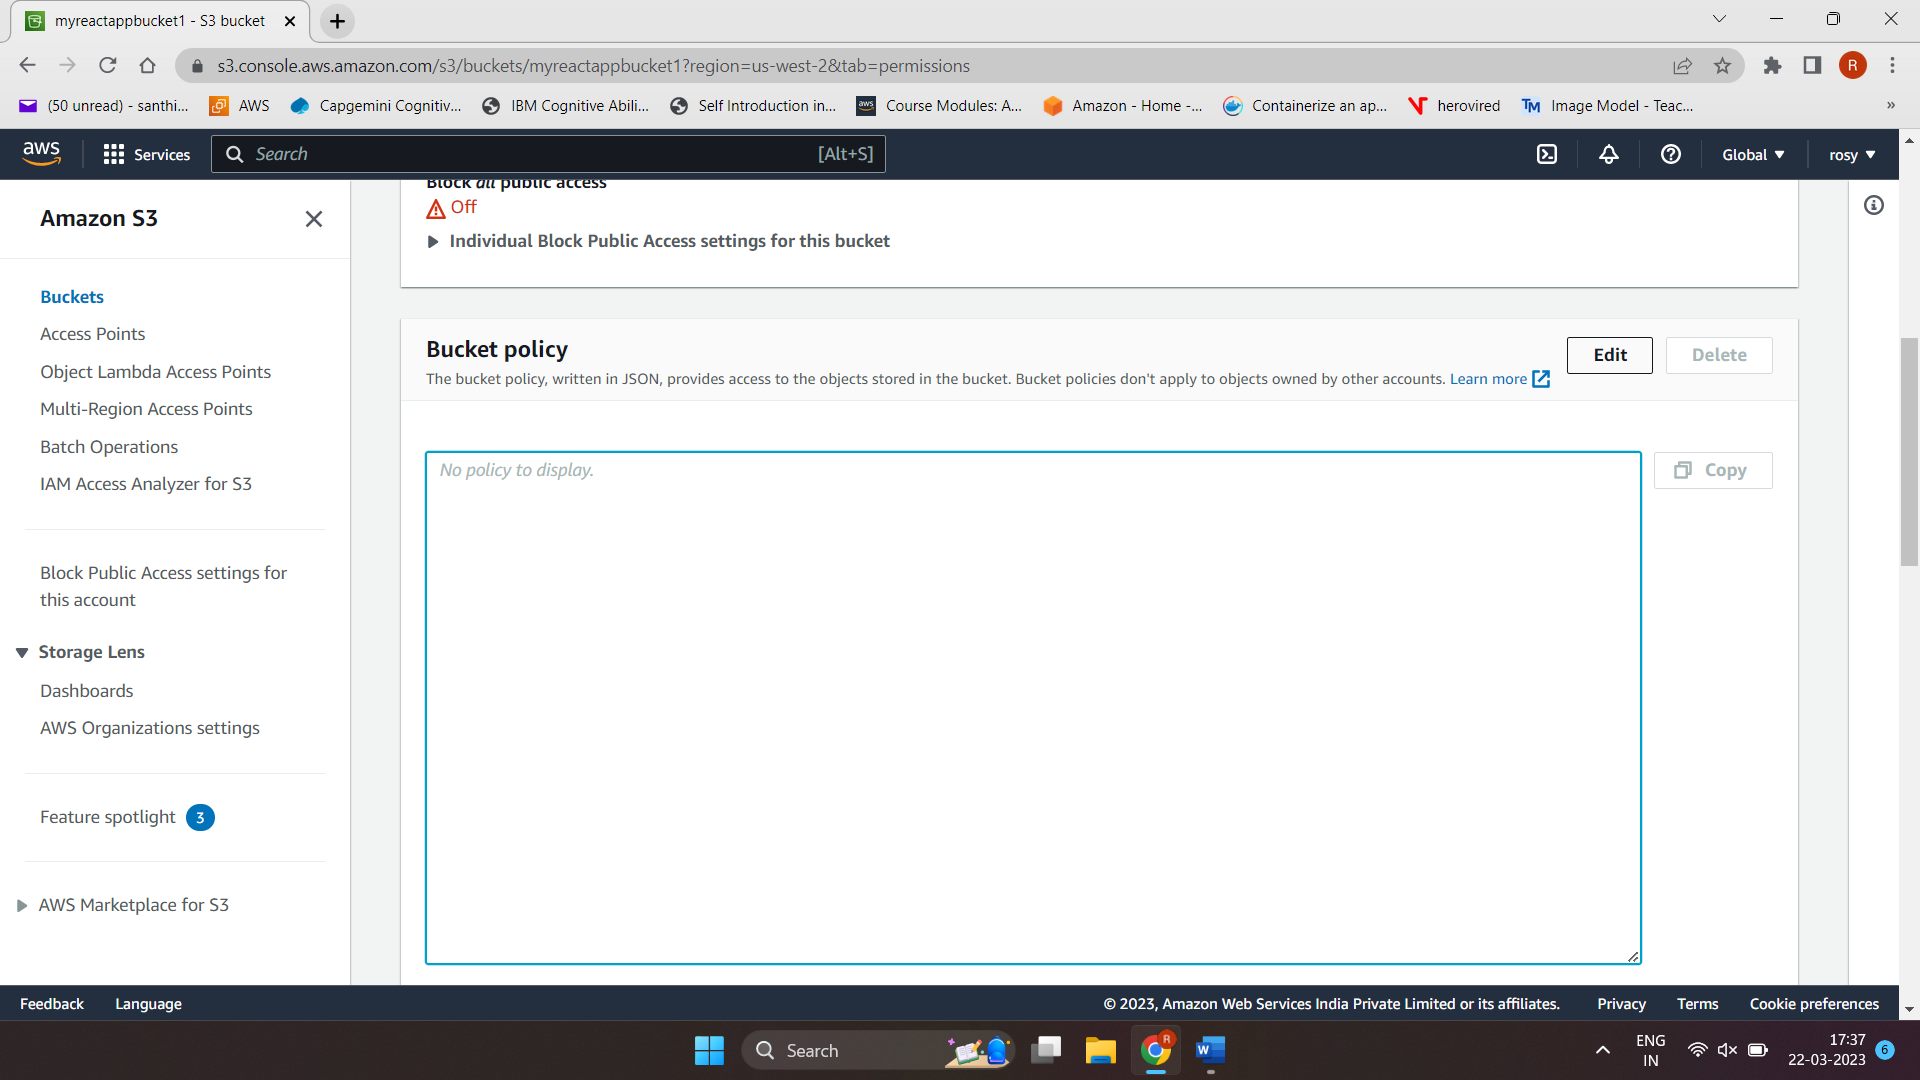 myreactappbucket1 - S3 bucket
s3.console.aws.amazon.com/s3/buckets/myreactappbucket1?region=us-west-2&tab=permissions
R
(50 unread) - santhi...
AWS
Capgemini Cognitiv...
IBM Cognitive Abili...
Self Introduction in...
aws
Course Modules: A...
Amazon - Home -...
Containerize an ap...
herovired
TM
Image Model - Teac...
»
aws
Services
Search
[Alt+S]
Global
rosy
Amazon S3
Buckets
Access Points
Object Lambda Access Points
Multi-Region Access Points
Batch Operations
IAM Access Analyzer for S3
Block Public Access settings for
this account
Storage Lens
Dashboards
AWS Organizations settings
Feature spotlight 3
AWS Marketplace for S3
Block all public access
Off
Individual Block Public Access settings for this bucket
Bucket policy
The bucket policy, written in JSON, provides access to the objects stored in the bucket. Bucket policies don't apply to objects owned by other accounts. Learn more
Edit
Delete
No policy to display.
Copy
Feedback
Language
© 2023, Amazon Web Services India Private Limited or its affiliates.
Privacy
Terms
Cookie preferences
Search
R
W
ENG
IN
17:37
22-03-2023
6